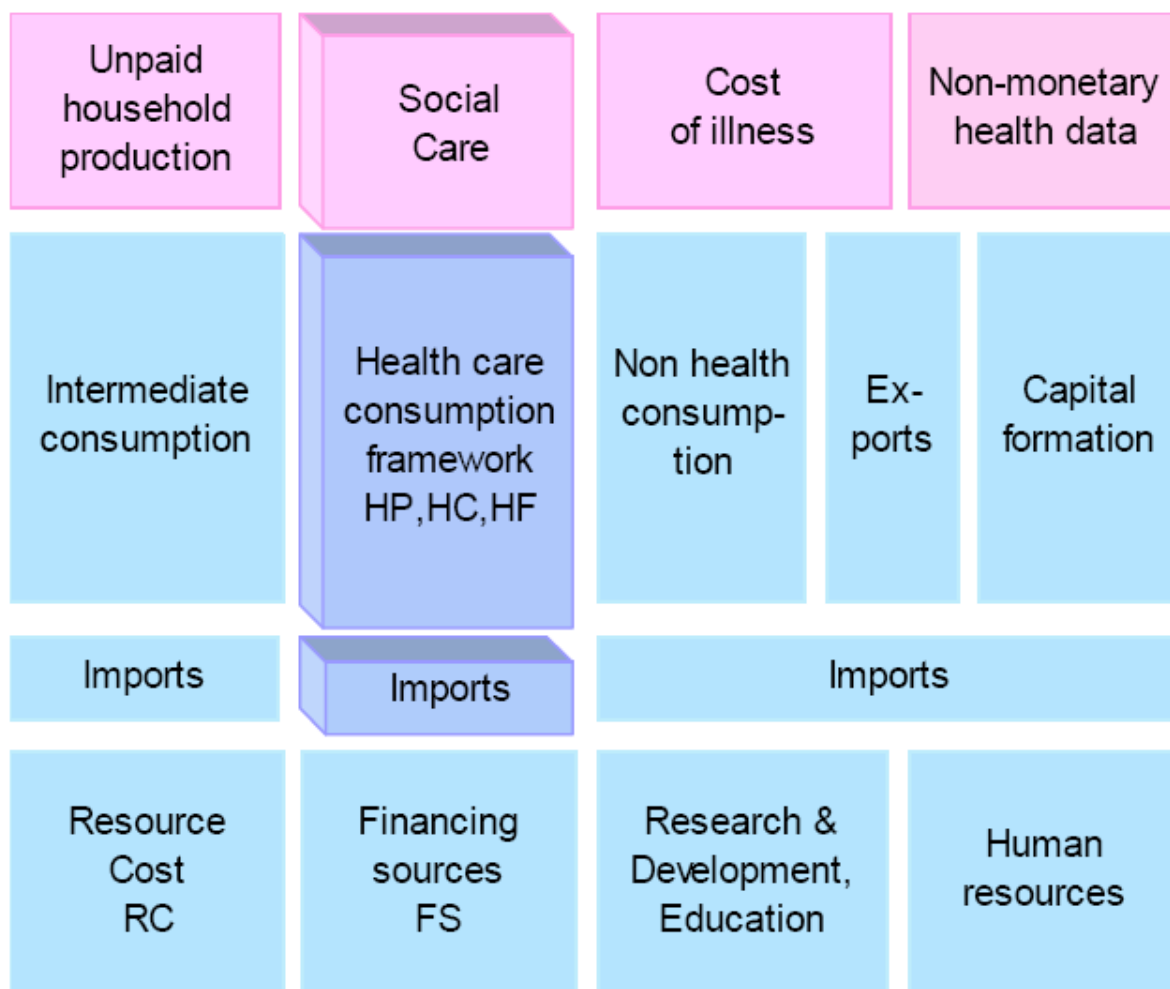 Unpaid
household
production
Social
Care
Cost
of illness
Non-monetary
health data
Intermediate
consumption
Health care
consumption
framework
HP,HC,HF
Non health
consump-
tion
Ex-
ports
Capital
formation
Imports
Imports
Imports
Resource
Cost
RC
Financing
sources
FS
Research &
Development,
Education
Human
resources